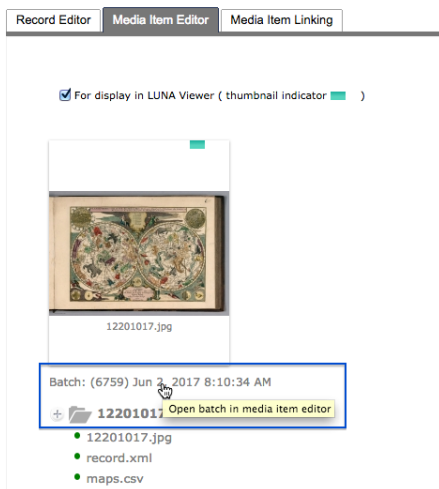 Record Editor Media Item Editor Media Item Linking
For display in LUNA Viewer ( thumbnail indicator )
12201017.jpg
Batch: (6759) Jun 2, 2017 8:10:34 AM
12201017
Open batch in media item editor
12201017.jpg
record.xml
maps.csv